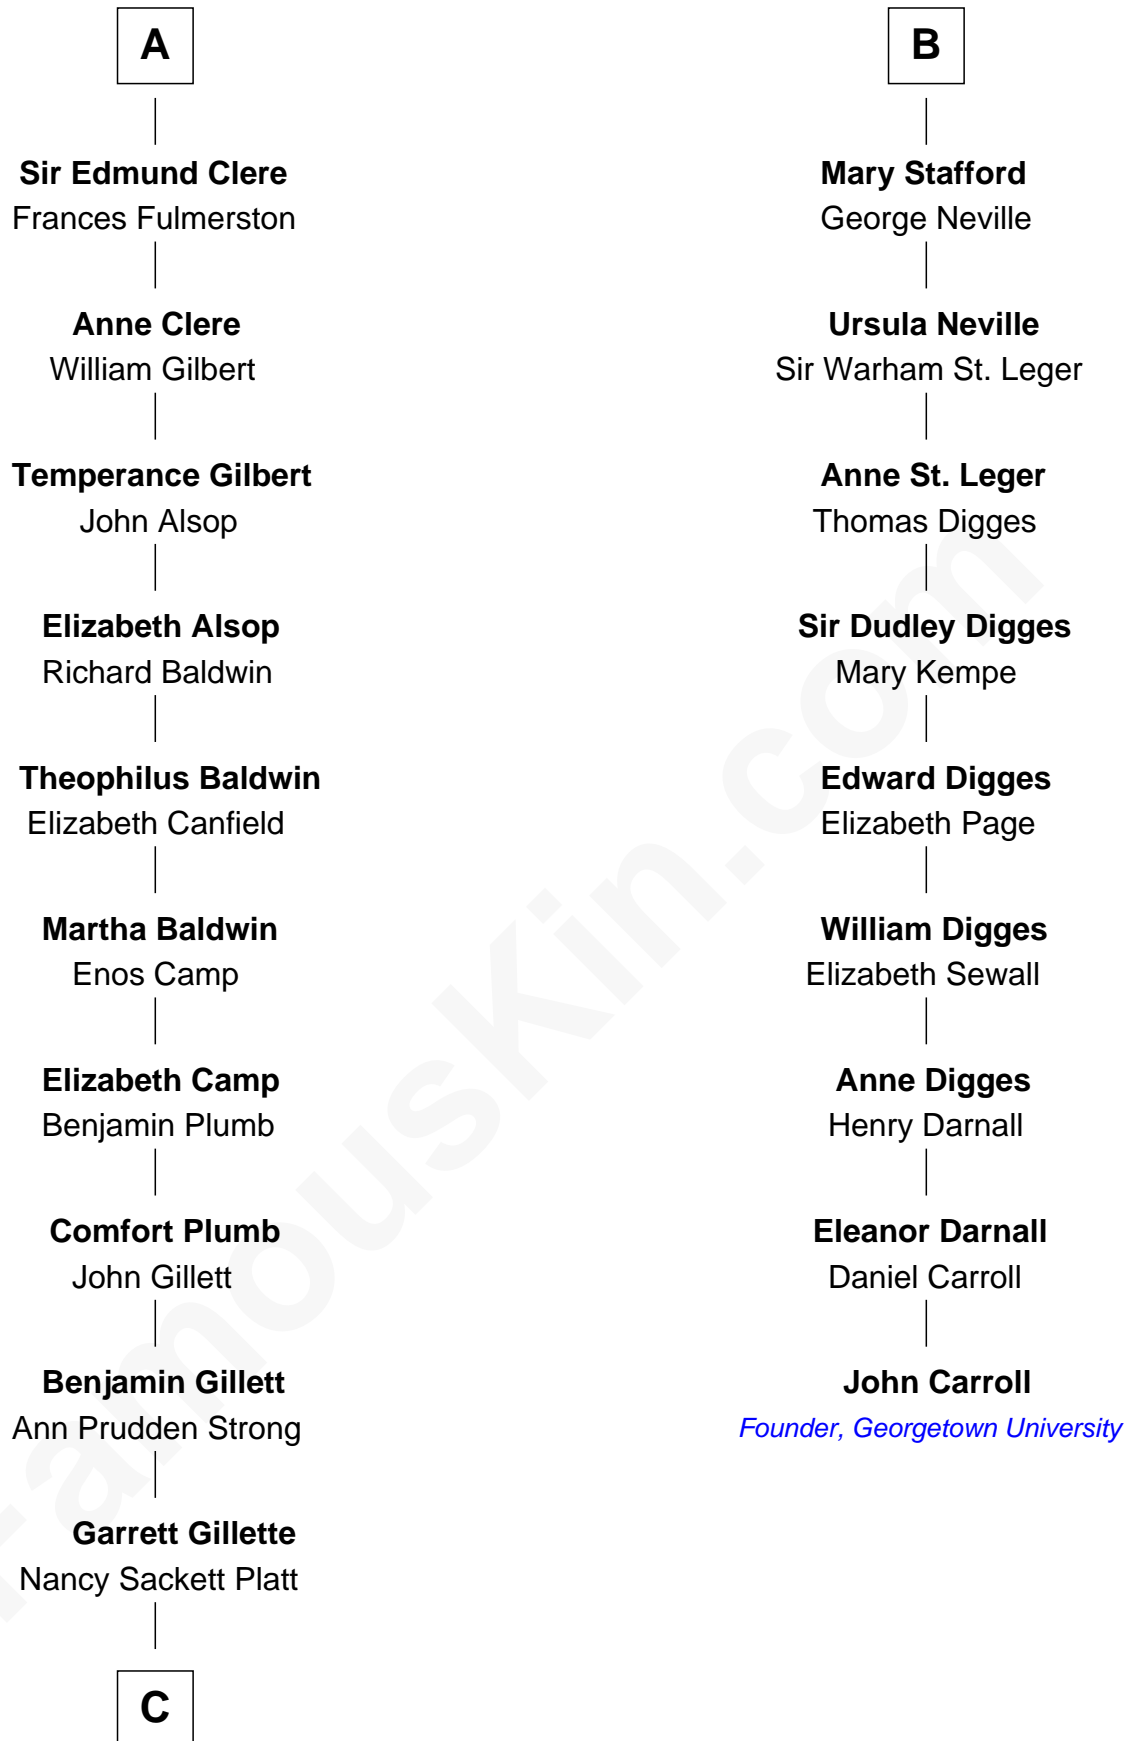 A
Sir Edmund Clere
Frances Fulmerston
Anne Clere
William Gilbert
Temperance Gilbert
John Alsop
Elizabeth Alsop
Richard Baldwin
Theophilus Baldwin
Elizabeth Canfield
Martha Baldwin
Enos Camp
Elizabeth Camp
Benjamin Plumb
Comfort Plumb
John Gillett
Benjamin Gillett
Ann Prudden Strong
Garrett Gillette
Nancy Sackett Platt
C
B
Mary Stafford
George Neville
Ursula Neville
Sir Warham St. Leger
Anne St. Leger
Thomas Digges
Sir Dudley Digges
Mary Kempe
Edward Digges
Elizabeth Page
William Digges
Elizabeth Sewall
Anne Digges
Henry Darnall
Eleanor Darnall
Daniel Carroll
John Carroll
Founder, Georgetown University
FamousKin.com